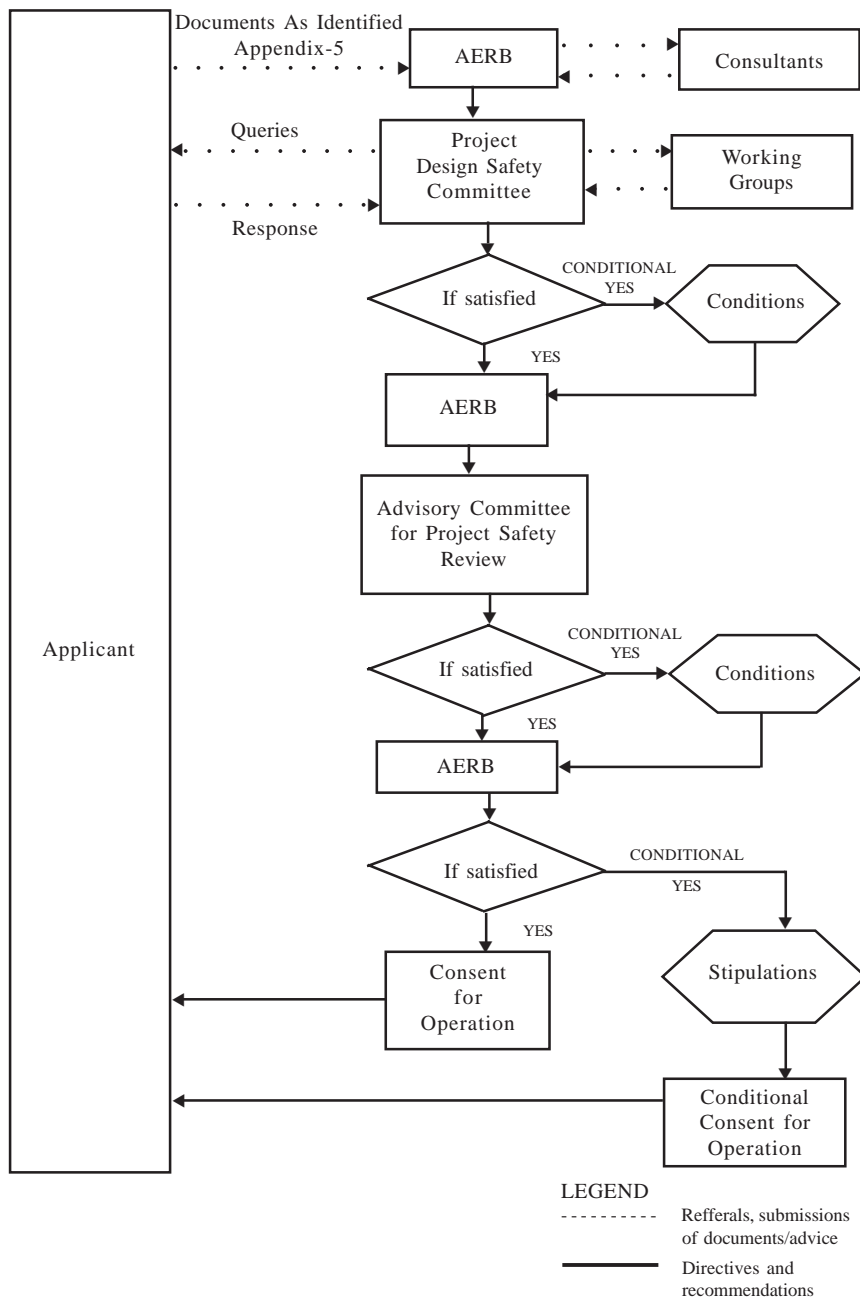 Documents As Identified
Appendix-5
AERB
Consultants
Queries
Project
Design Safety
Committee
Working
Groups
Response
If satisfied
CONDITIONAL
YES
Conditions
YES
AERB
Advisory Committee
for Project Safety
Review
Applicant
If satisfied
CONDITIONAL
YES
Conditions
YES
AERB
If satisfied
CONDITIONAL
YES
YES
Consent
for
Operation
Stipulations
Conditional
Consent for
Operation
LEGEND
Refferals, submissions
of documents/advice
Directives and
recommendations